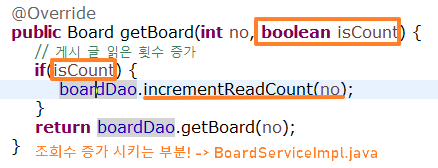 @Override
public Board getBoard(int no, boolean isCount) {
// 게시 글 읽은 횟수 증가
if(isCount) {
boardDao.incrementReadCount(no);
}
return boardDao.getBoard(no);
} 조회수 증가 시키는 부분! -> BoardServiceImpl.java